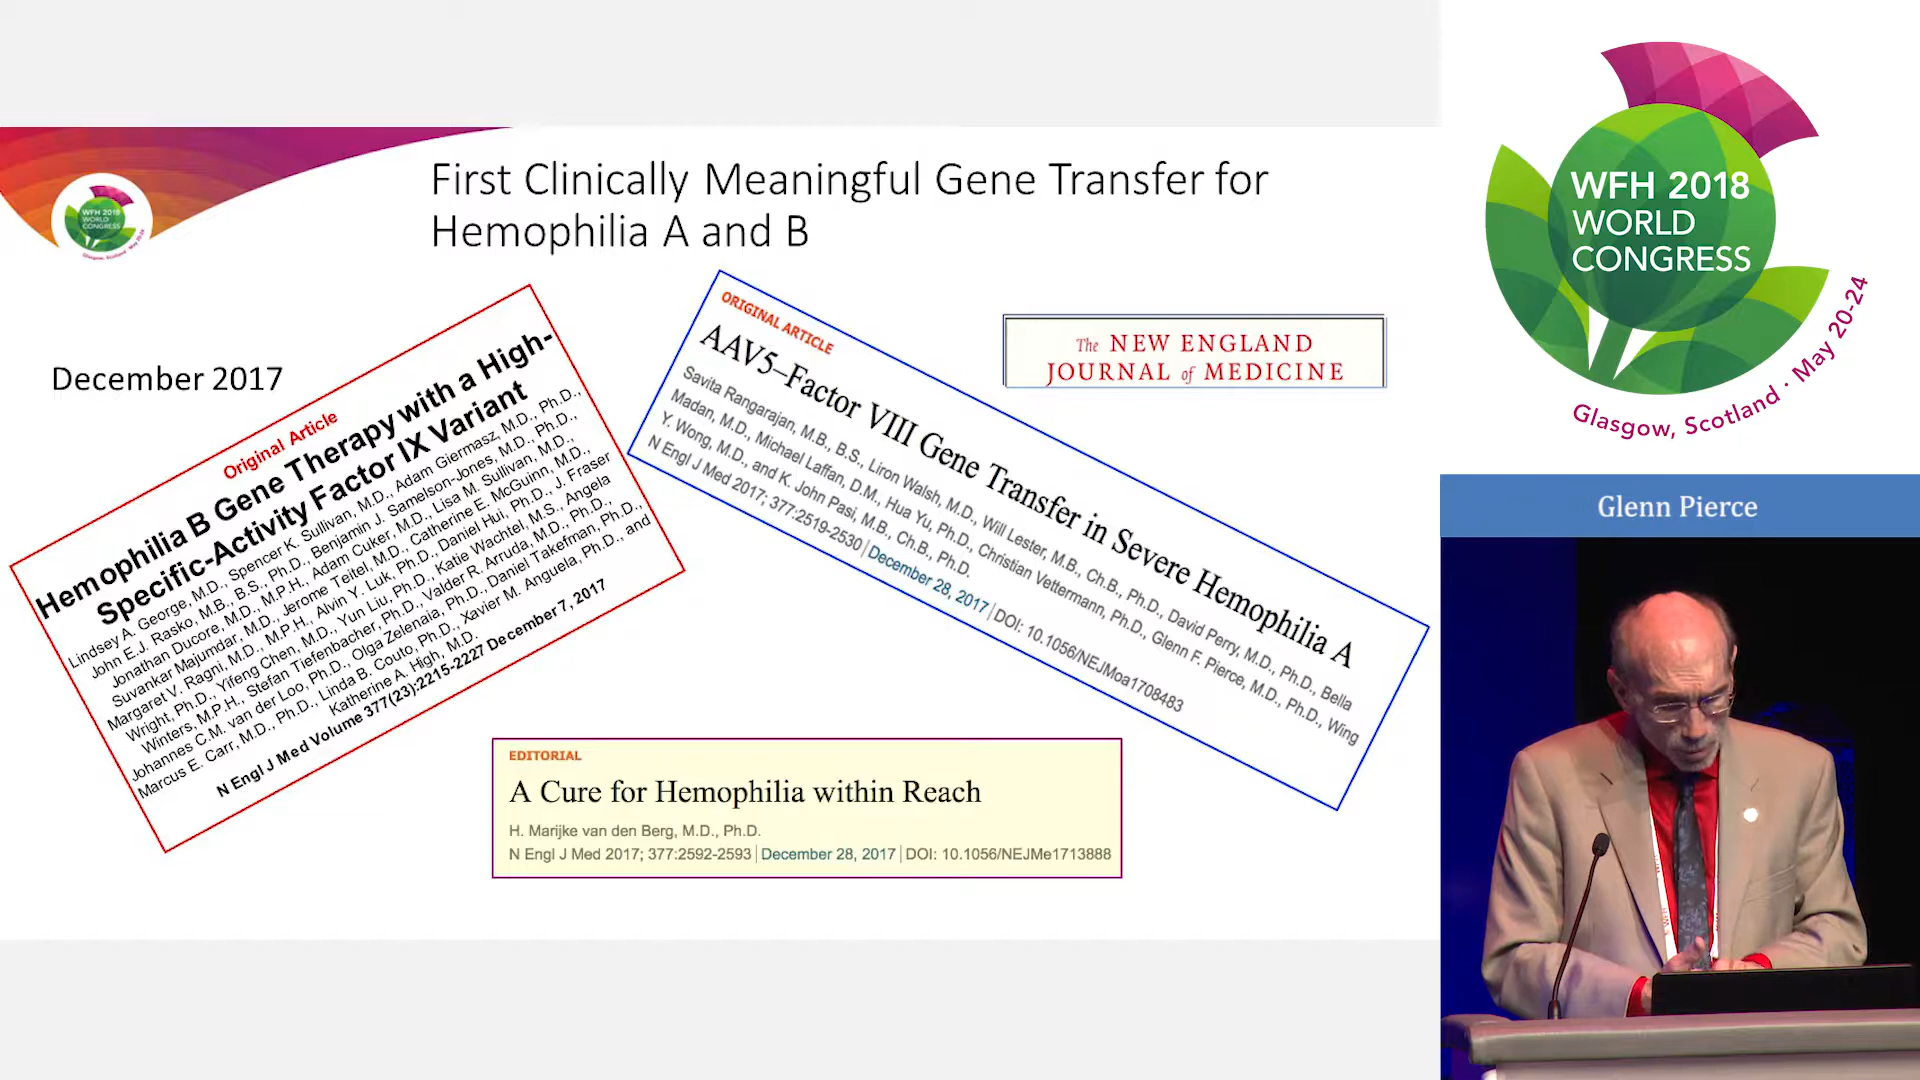 First Clinically Meaningful Gene Transfer for
Hemophilia A and B
WFH 2018
WORLD
CONGRESS
Glasgow, Scotland · May 20-24
December 2017
Original Article
Hemophilia B Gene Therapy with a High-
Specific-Activity Factor IX Variant
Lindsey A. George, M.D., Spencer K. Sullivan, M.D., Adam Giermasz, M.D., Ph.D.,
John E.J. Rasko, M.B., B.S., Ph.D., Benjamin J. Samelson-Jones, M.D., Ph.D.,
Jonathan Ducore, M.D., M.P.H., Adam Cuker, M.D., Lisa M. Sullivan, M.D.,
Suvankar Majumdar, M.D., Jerome Teitel, M.D., Catherine E. McGuinn, M.D.,
Margaret V. Ragni, M.D., M.P.H., Alvin Y. Luk, Ph.D., Daniel Hui, Ph.D., J. Fraser
Wright, Ph.D., Yifeng Chen, M.D., Yun Liu, Ph.D., Katie Wachtel, M.S., Angela
Winters, M.P.H., Stefan Tiefenbacher, Ph.D., Valder R. Arruda, M.D., Ph.D.,
Johannes C.M. van der Loo, Ph.D., Olga Zelenaia, Ph.D., Daniel Takefman, Ph.D.,
Marcus E. Carr, M.D., Ph.D., Linda B. Couto, Ph.D., Xavier M. Anguela, Ph.D., and
Katherine A. High, M.D.
N Engl J Med Volume 377(23):2215-2227 December 7, 2017
ORIGINAL ARTICLE
AAV5–Factor VIII Gene Transfer in Severe Hemophilia A
Savita Rangarajan, M.B., B.S., Liron Walsh, M.D., Will Lester, M.B., Ch.B., Ph.D., David Perry, M.D., Ph.D., Bella
Madan, M.D., Michael Laffan, D.M., Hua Yu, Ph.D., Christian Vettermann, Ph.D., Glenn F. Pierce, M.D., Ph.D., Wing
Y. Wong, M.D., and K. John Pasi, M.B., Ch.B., Ph.D.
N Engl J Med 2017; 377:2519-2530 | December 28, 2017 | DOI: 10.1056/NEJMoa1708483
The NEW ENGLAND
JOURNAL of MEDICINE
EDITORIAL
A Cure for Hemophilia within Reach
H. Marijke van den Berg, M.D., Ph.D.
N Engl J Med 2017; 377:2592-2593 | December 28, 2017 | DOI: 10.1056/NEJMe1713888
WFH 2018
WORLD
CONGRESS
Glasgow, Scotland · May 20-24
Glenn Pierce